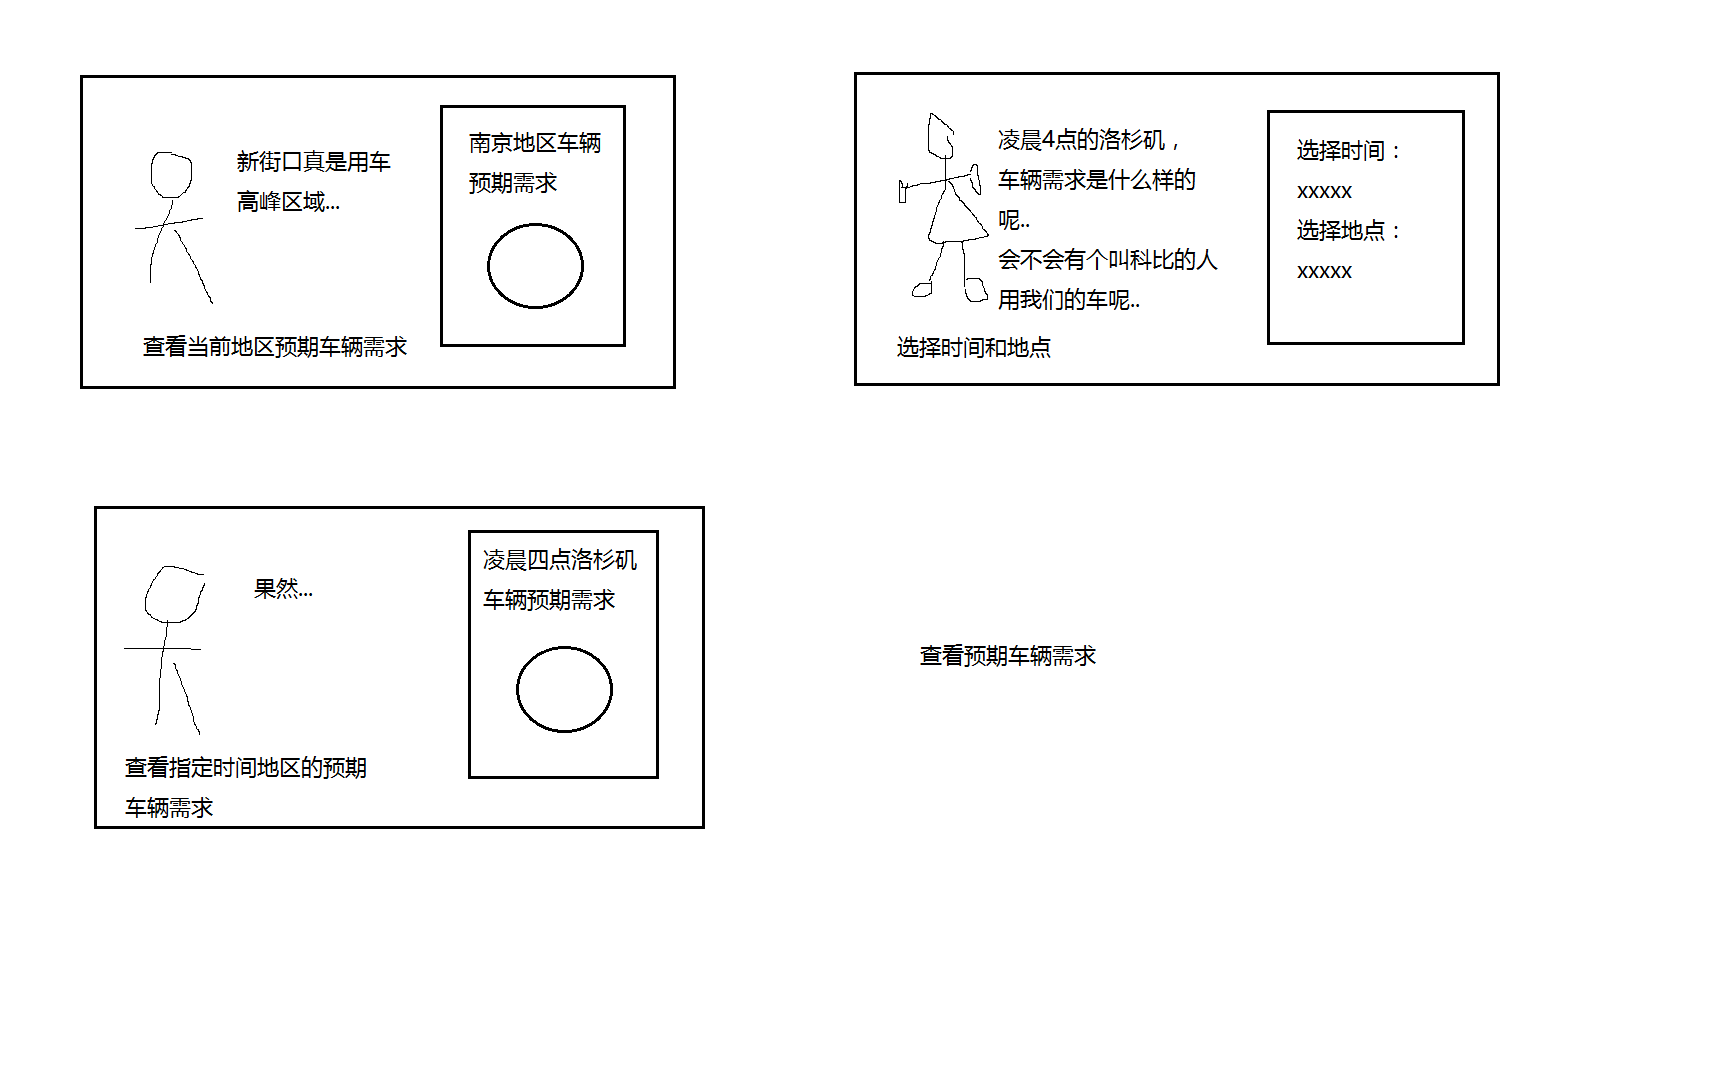 新街口真是用车
高峰区域...
南京地区车辆
预期需求
查看当前地区预期车辆需求
凌晨4点的洛杉矶，
车辆需求是什么样的
呢..
会不会有个叫科比的人
用我们的车呢..
选择时间：
xxxxx
选择地点：
xxxxx
选择时间和地点
果然...
凌晨四点洛杉矶
车辆预期需求
查看指定时间地区的预期
车辆需求
查看预期车辆需求